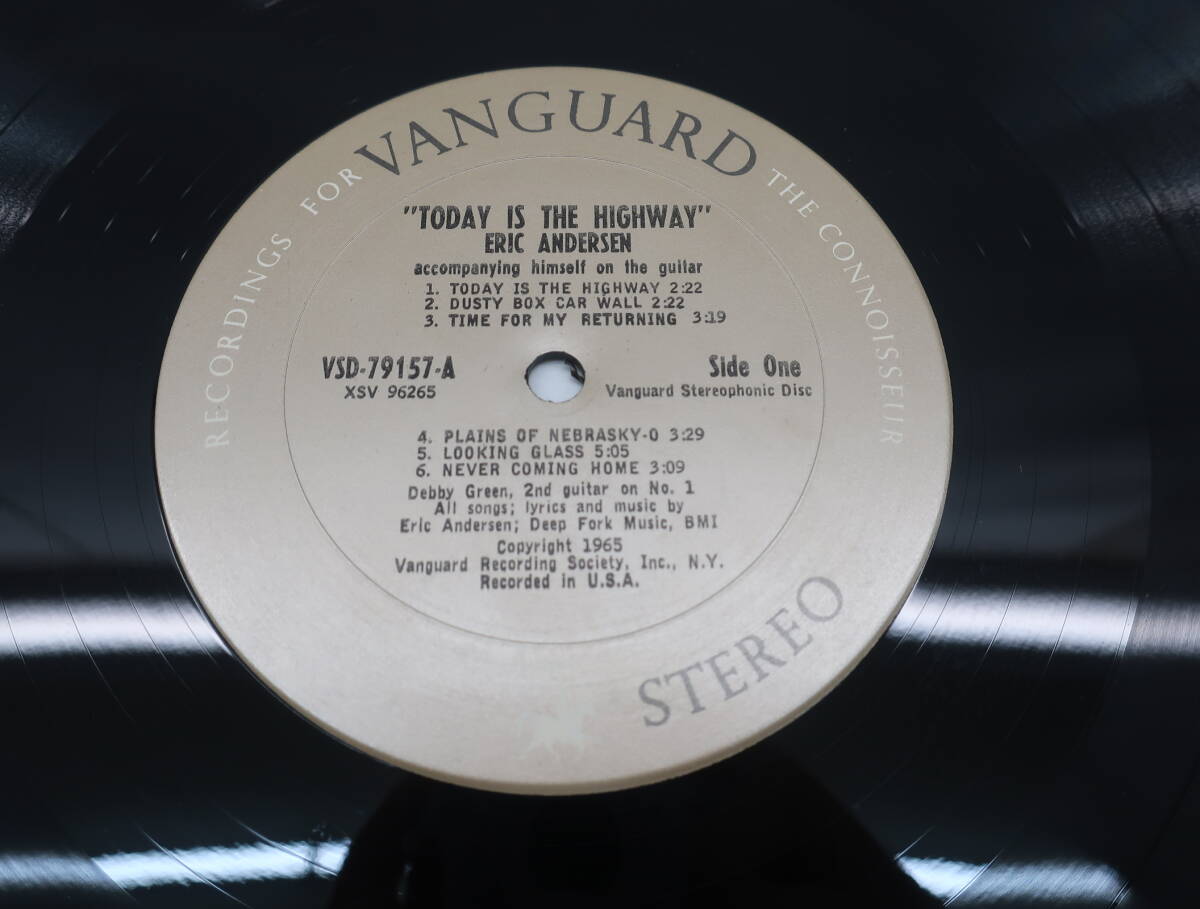 RECORDINGS FOR VANGUARD THE CONNOISSEUR
"TODAY IS THE HIGHWAY"
ERIC ANDERSEN
accompanying himself on the guitar
1. TODAY IS THE HIGHWAY 2:22
2. DUSTY BOX CAR WALL 2:22
3. TIME FOR MY RETURNING 3:19
VSD-79157-A
XSV 96265
Side One
Vanguard Stereophonic Disc
4. PLAINS OF NEBRASKY-O 3:29
5. LOOKING GLASS 5:05
6. NEVER COMING HOME 3:09
Debby Green, 2nd guitar on No. 1
All songs; lyrics and music by
Eric Andersen; Deep Fork Music, BMI
Copyright 1965
Vanguard Recording Society, Inc., N.Y.
Recorded in U.S.A.
STEREO